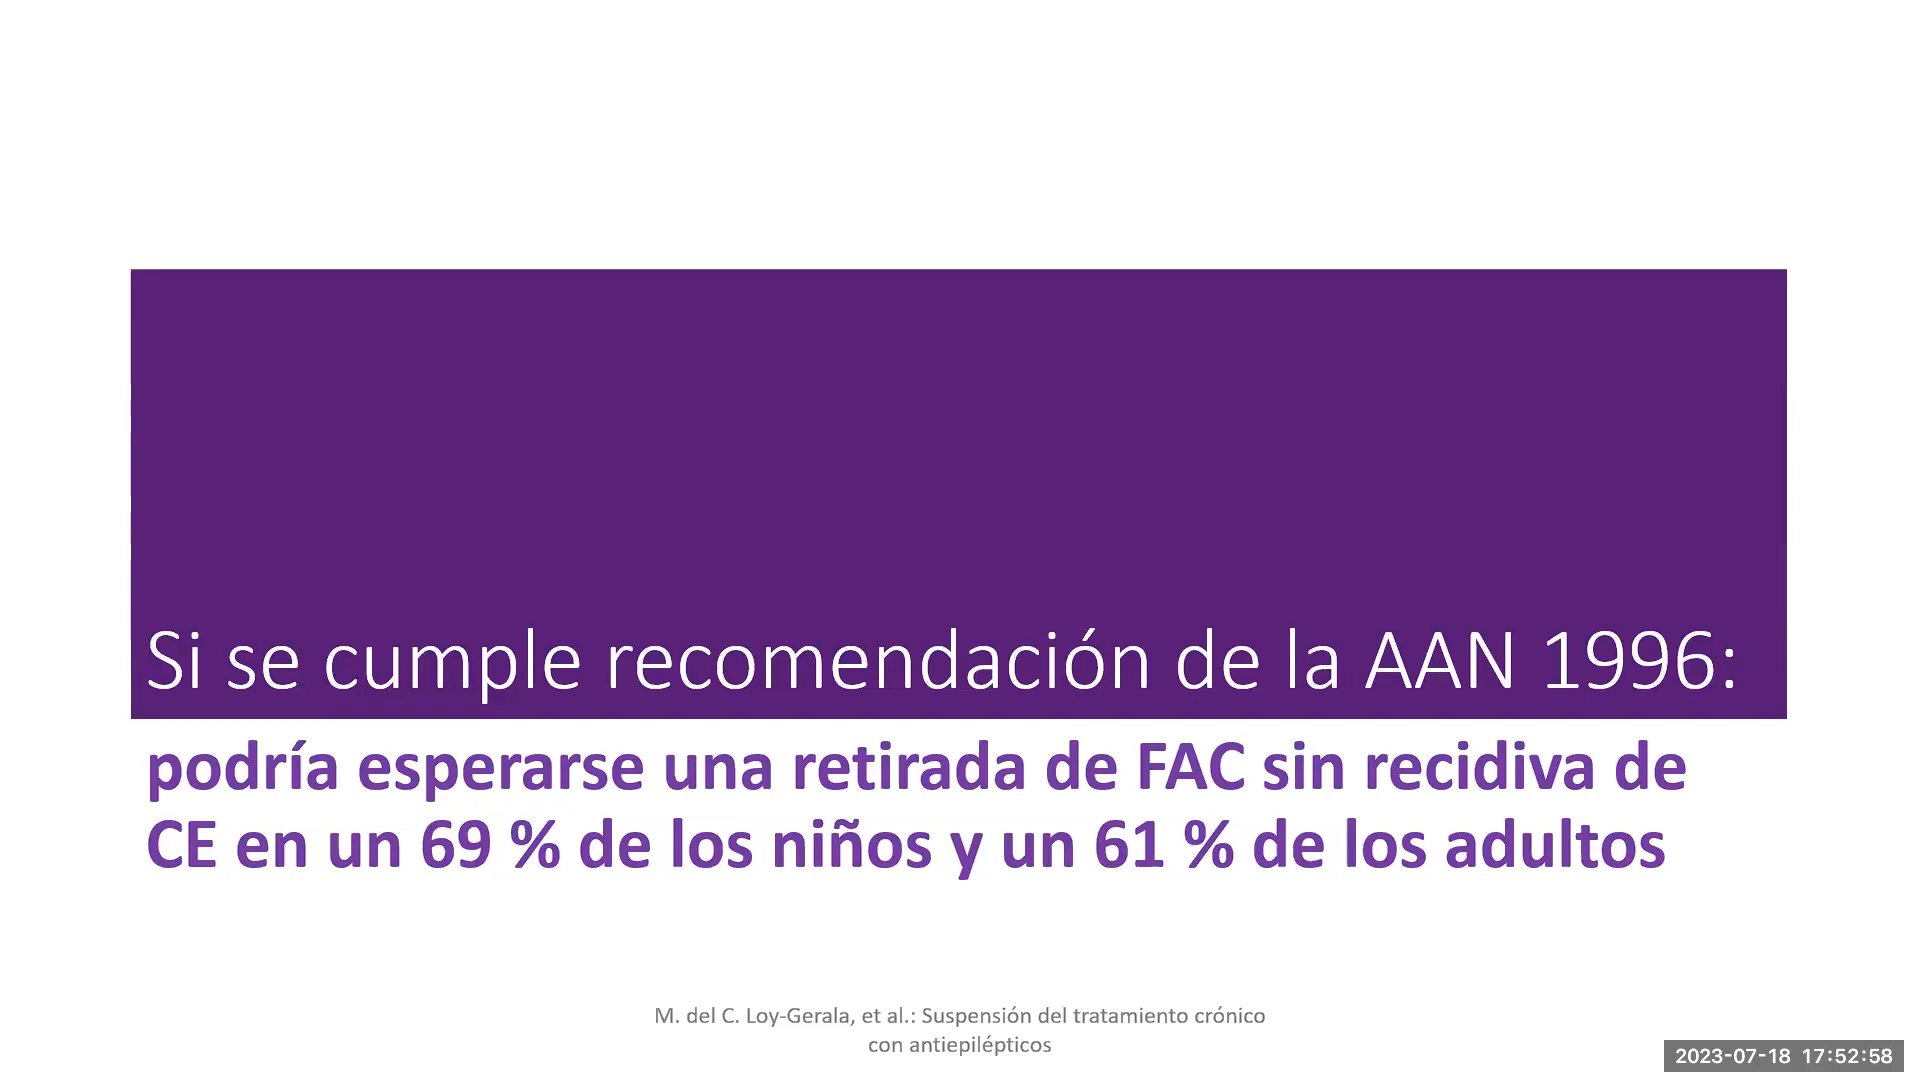 Si se cumple recomendación de la AAN 1996:
podría esperarse una retirada de FAC sin recidiva de
CE en un 69 % de los niños y un 61 % de los adultos
M. del C. Loy-Gerala, et al.: Suspensión del tratamiento crónico
con antiepilépticos
2023-07-18 17:52:58